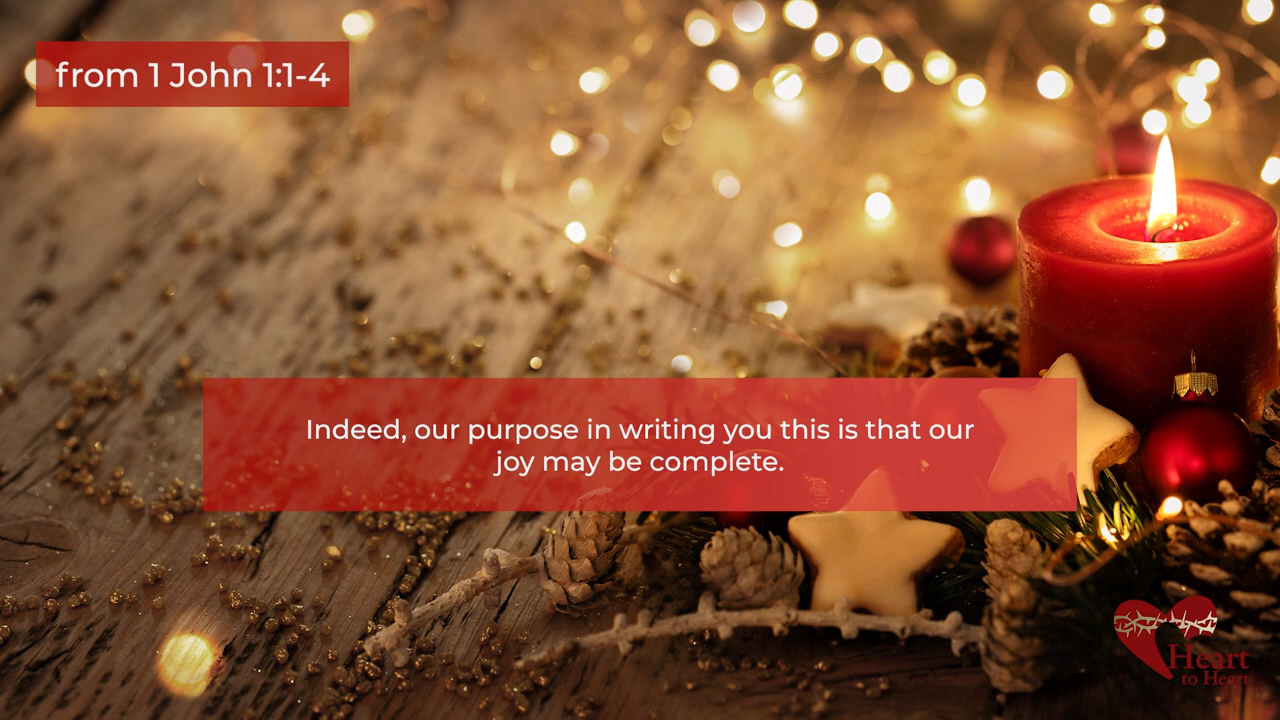 from 1 John 1:1-4
Indeed, our purpose in writing you this is that our
joy may be complete.
Heart
to Heart